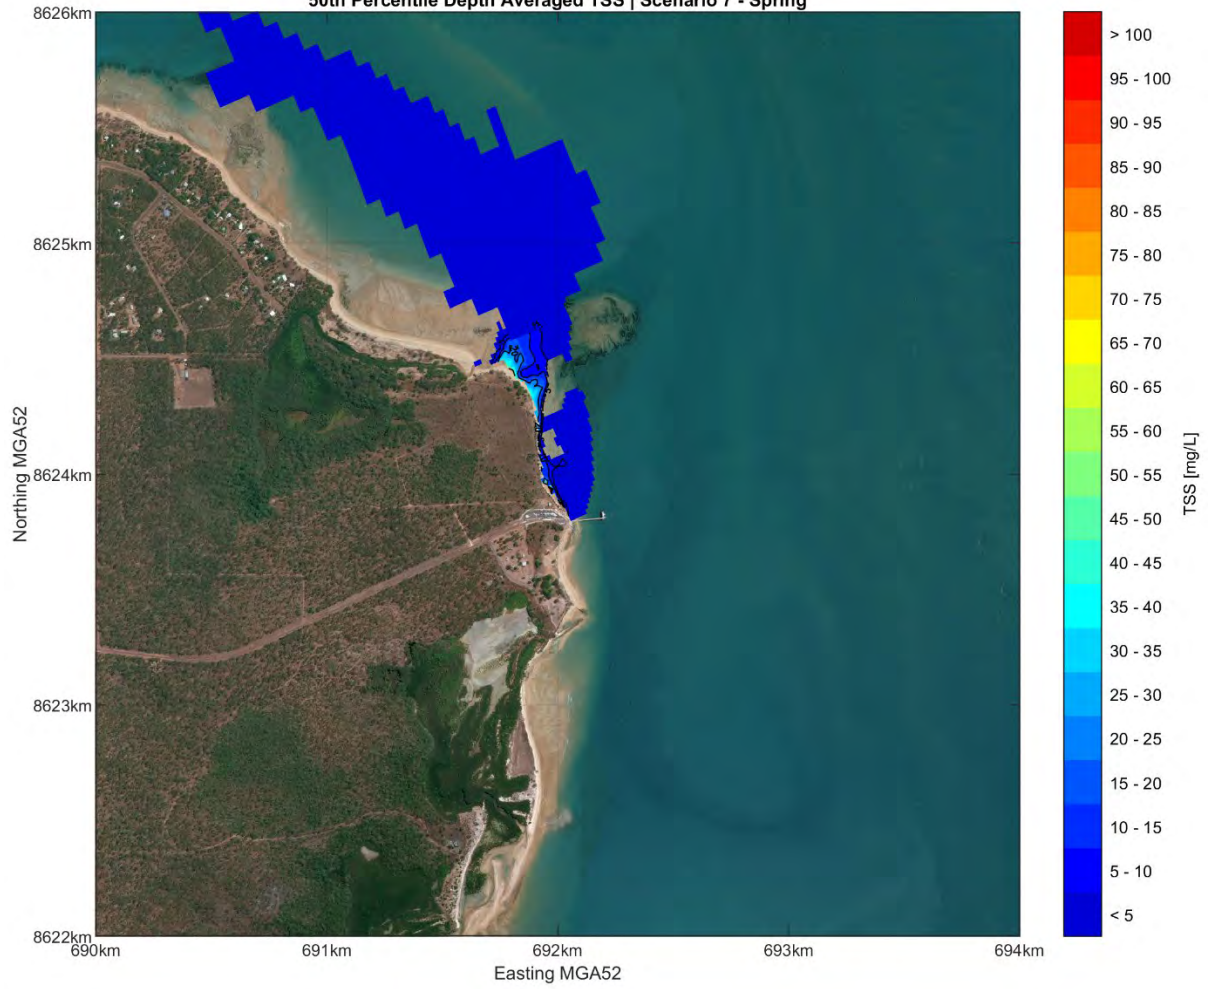 50th Percentile Depth Averaged TSS | Scenario 7 - Spring
8626km
8625km
8624km
8623km
8622km
690km
691km
692km
693km
694km
Easting MGA52
Northing MGA52
> 100
95 - 100
90 - 95
85 - 90
80 - 85
75 - 80
70 - 75
65 - 70
60 - 65
55 - 60
50 - 55
45 - 50
40 - 45
35 - 40
30 - 35
25 - 30
20 - 25
15 - 20
10 - 15
5 - 10
< 5
TSS [mg/L]